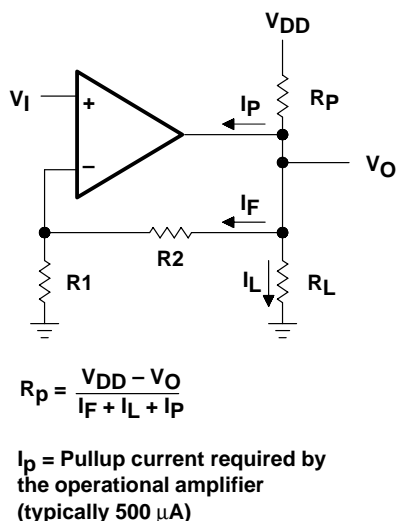 VDD
VI
+
IP
RP
VO
–
IF
R2
R1
IL
RL
Rp = VDD – VO / IF + IL + IP
Ip = Pullup current required by
the operational amplifier
(typically 500 μA)